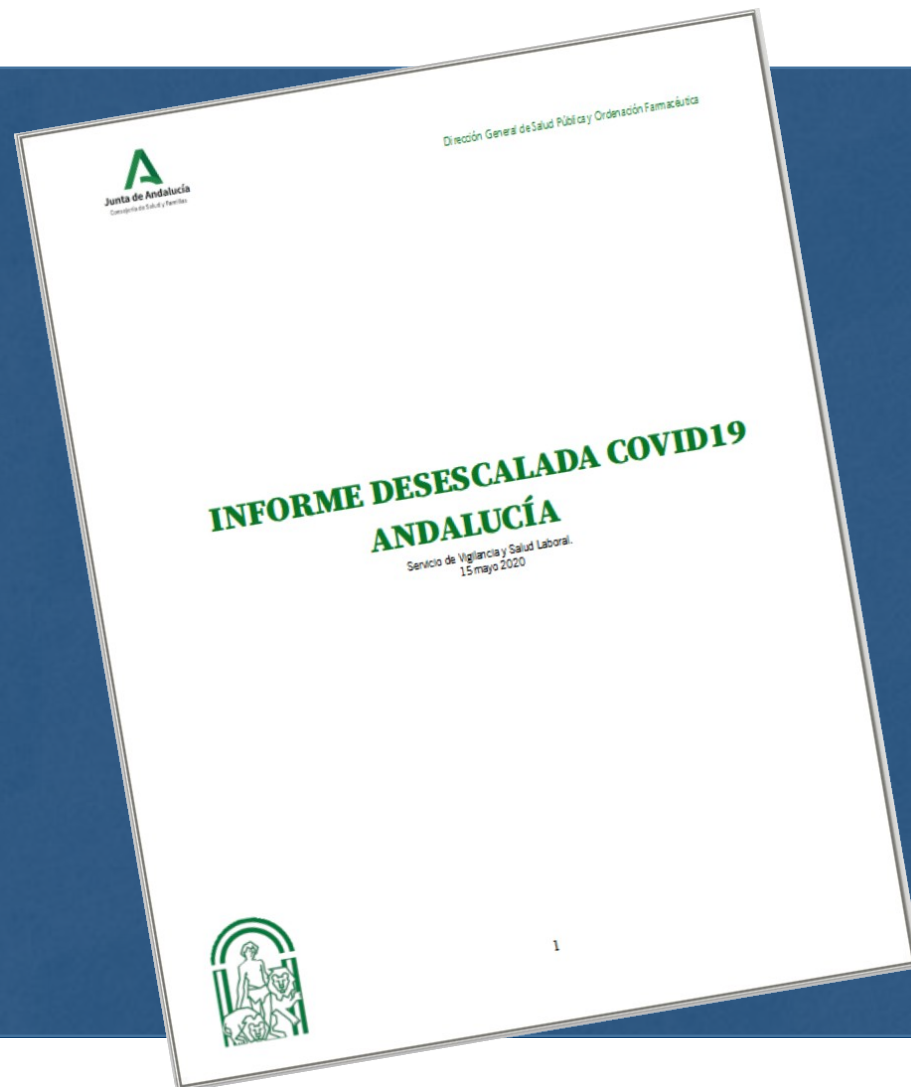 Dirección General de Salud Pública y Ordenación Farmacéutica
Junta de Andalucía
Consejería de Salud y Familias
INFORME DESESCALADA COVID19
ANDALUCÍA
Servicio de Vigilancia y Salud Laboral.
15 mayo 2020
1